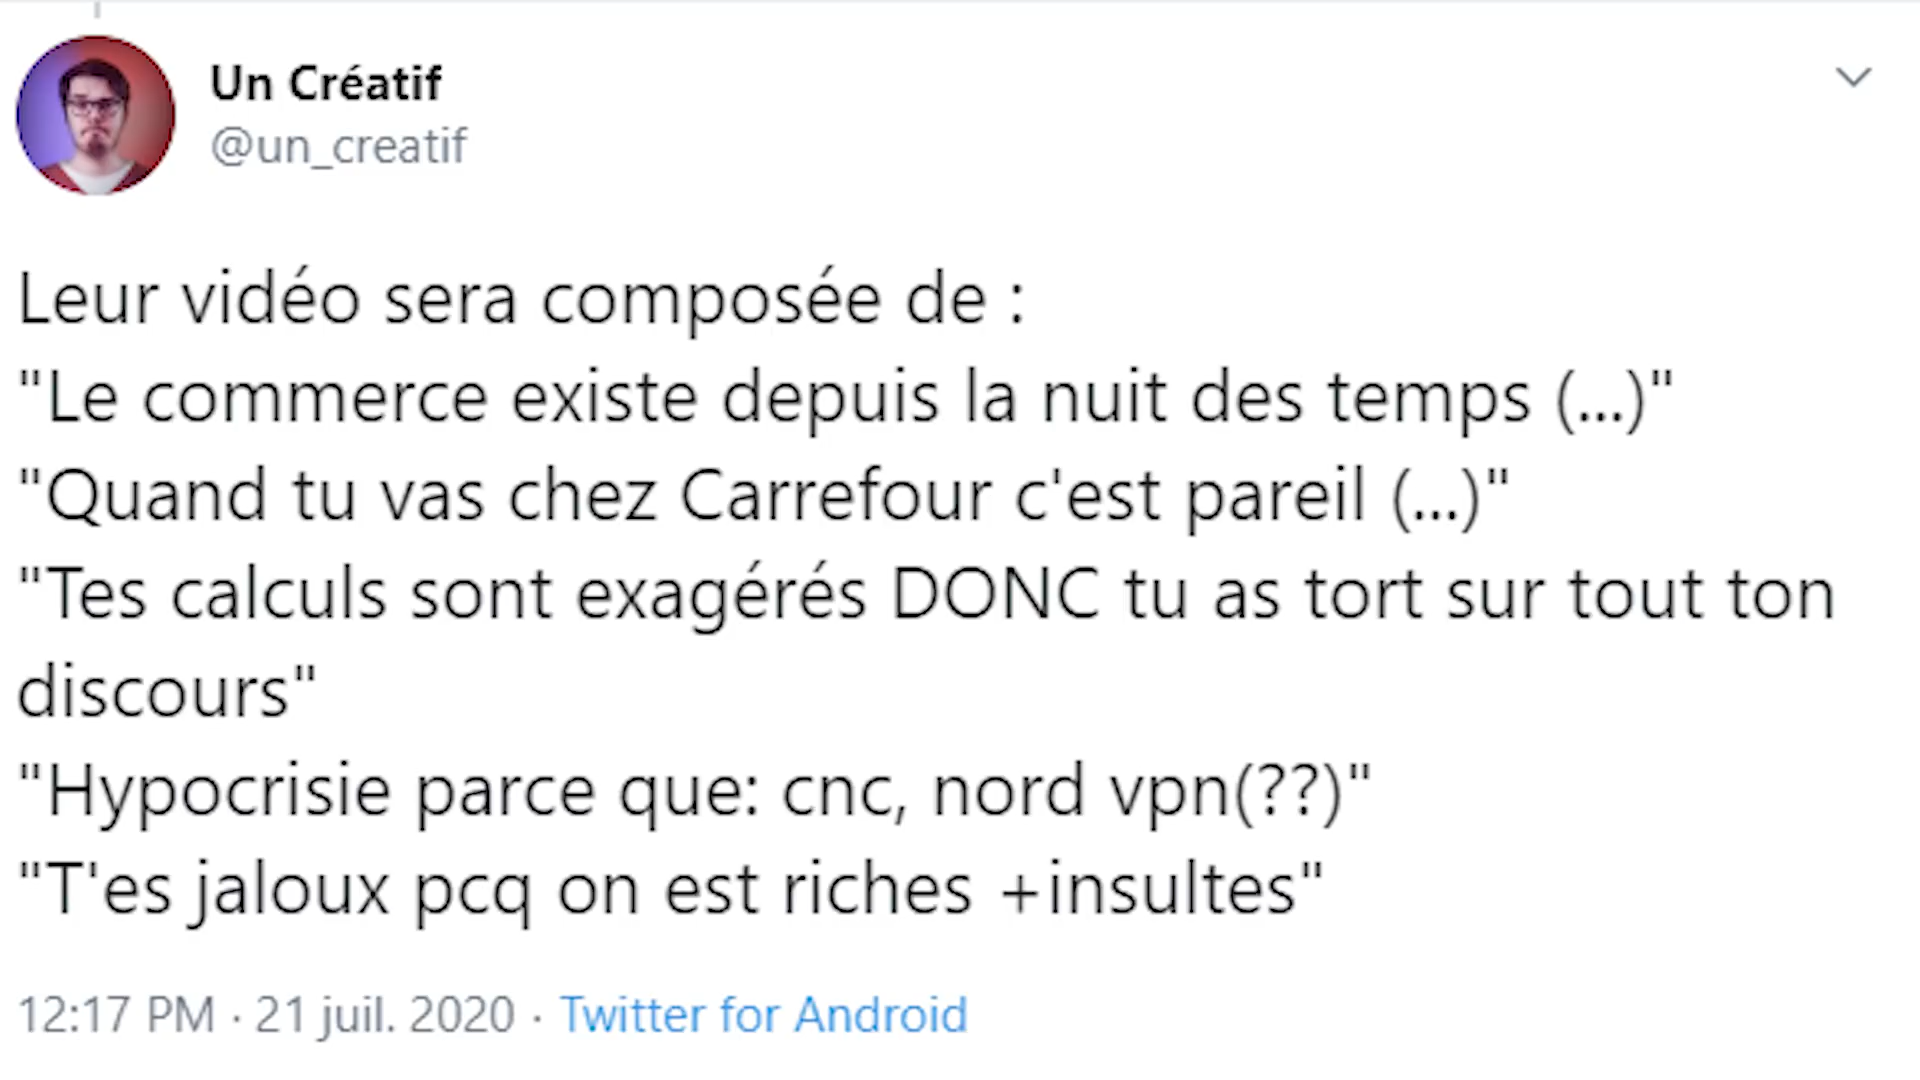 Un Créatif
@un_creatif
Leur vidéo sera composée de :
"Le commerce existe depuis la nuit des temps (...)"
"Quand tu vas chez Carrefour c'est pareil (...)"
"Tes calculs sont exagérés DONC tu as tort sur tout ton
discours"
"Hypocrisie parce que: cnc, nord vpn(??)"
"T'es jaloux pcq on est riches +insultes"
12:17 PM · 21 juil. 2020 · Twitter for Android